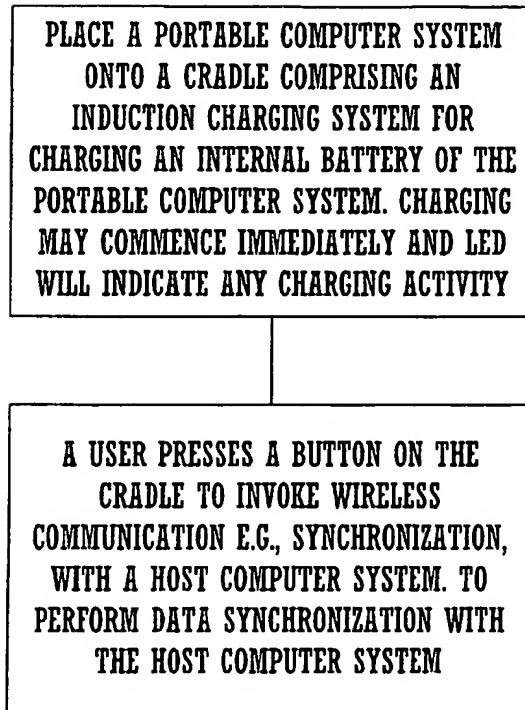 PLACE A PORTABLE COMPUTER SYSTEM
ONTO A CRADLE COMPRISING AN
INDUCTION CHARGING SYSTEM FOR
CHARGING AN INTERNAL BATTERY OF THE
PORTABLE COMPUTER SYSTEM. CHARGING
MAY COMMENCE IMMEDIATELY AND LED
WILL INDICATE ANY CHARGING ACTIVITY
A USER PRESSES A BUTTON ON THE
CRADLE TO INVOKE WIRELESS
COMMUNICATION E.G., SYNCHRONIZATION,
WITH A HOST COMPUTER SYSTEM. TO
PERFORM DATA SYNCHRONIZATION WITH
THE HOST COMPUTER SYSTEM